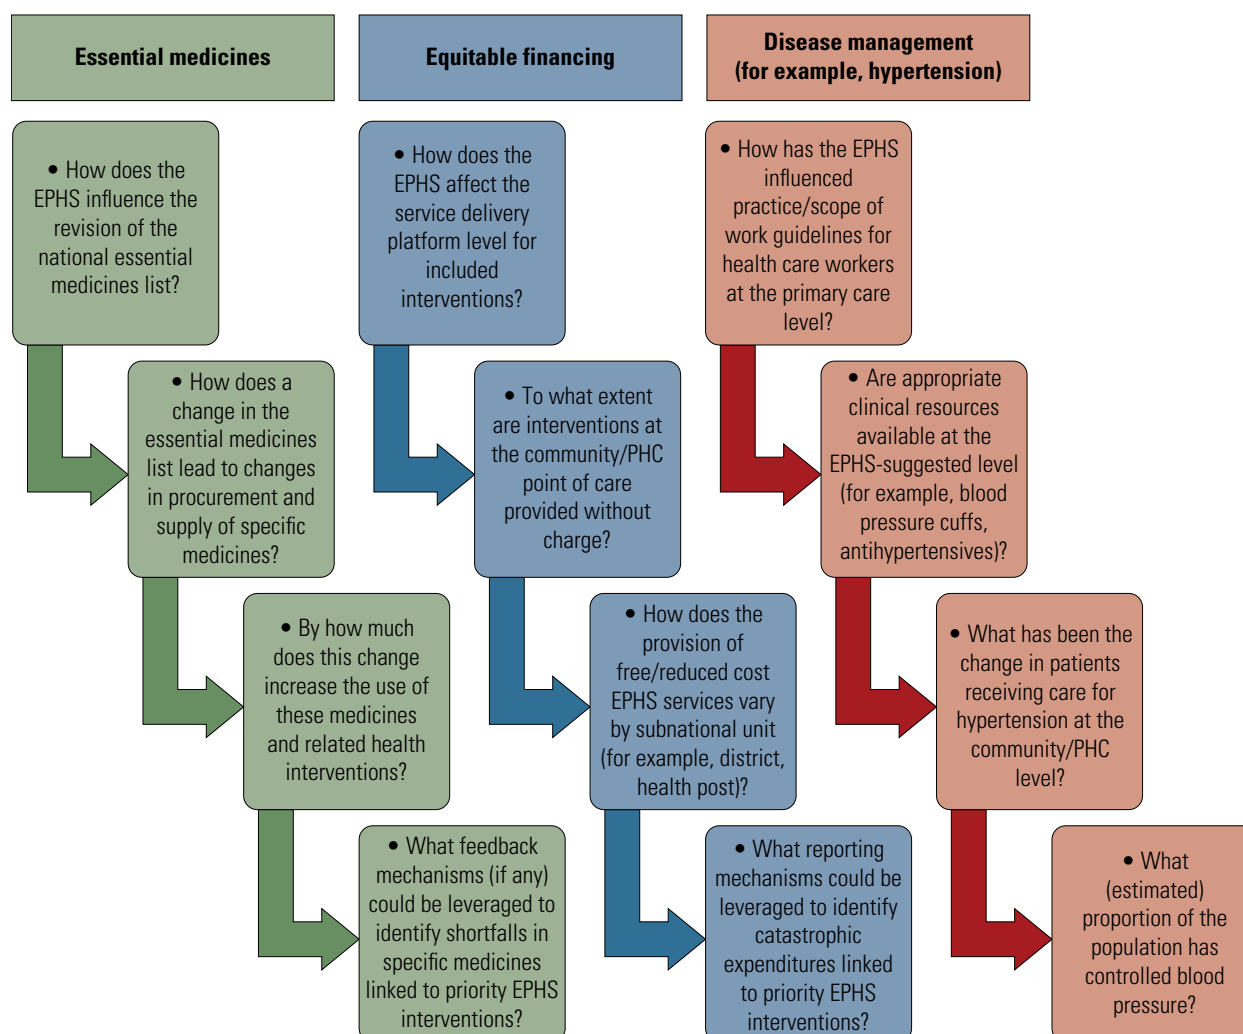 Essential medicines
• How does the
EPHS influence the
revision of the
national essential
medicines list?
• How does a
change in the
essential medicines
list lead to changes
in procurement and
supply of specific
medicines?
• By how much
does this change
increase the use of
these medicines
and related health
interventions?
• What feedback
mechanisms (if any)
could be leveraged to
identify shortfalls in
specific medicines
linked to priority EPHS
interventions?
Equitable financing
• How does the
EPHS affect the
service delivery
platform level for
included
interventions?
• To what extent
are interventions at
the community/PHC
point of care
provided without
charge?
• How does the
provision of
free/reduced cost
EPHS services vary
by subnational unit
(for example, district,
health post)?
• What reporting
mechanisms could be
leveraged to identify
catastrophic
expenditures linked
to priority EPHS
interventions?
Disease management
(for example, hypertension)
• How has the EPHS
influenced
practice/scope of
work guidelines for
health care workers
at the primary care
level?
• Are appropriate
clinical resources
available at the
EPHS-suggested level
(for example, blood
pressure cuffs,
antihypertensives)?
• What has been the
change in patients
receiving care for
hypertension at the
community/PHC
level?
• What
(estimated)
proportion of the
population has
controlled blood
pressure?